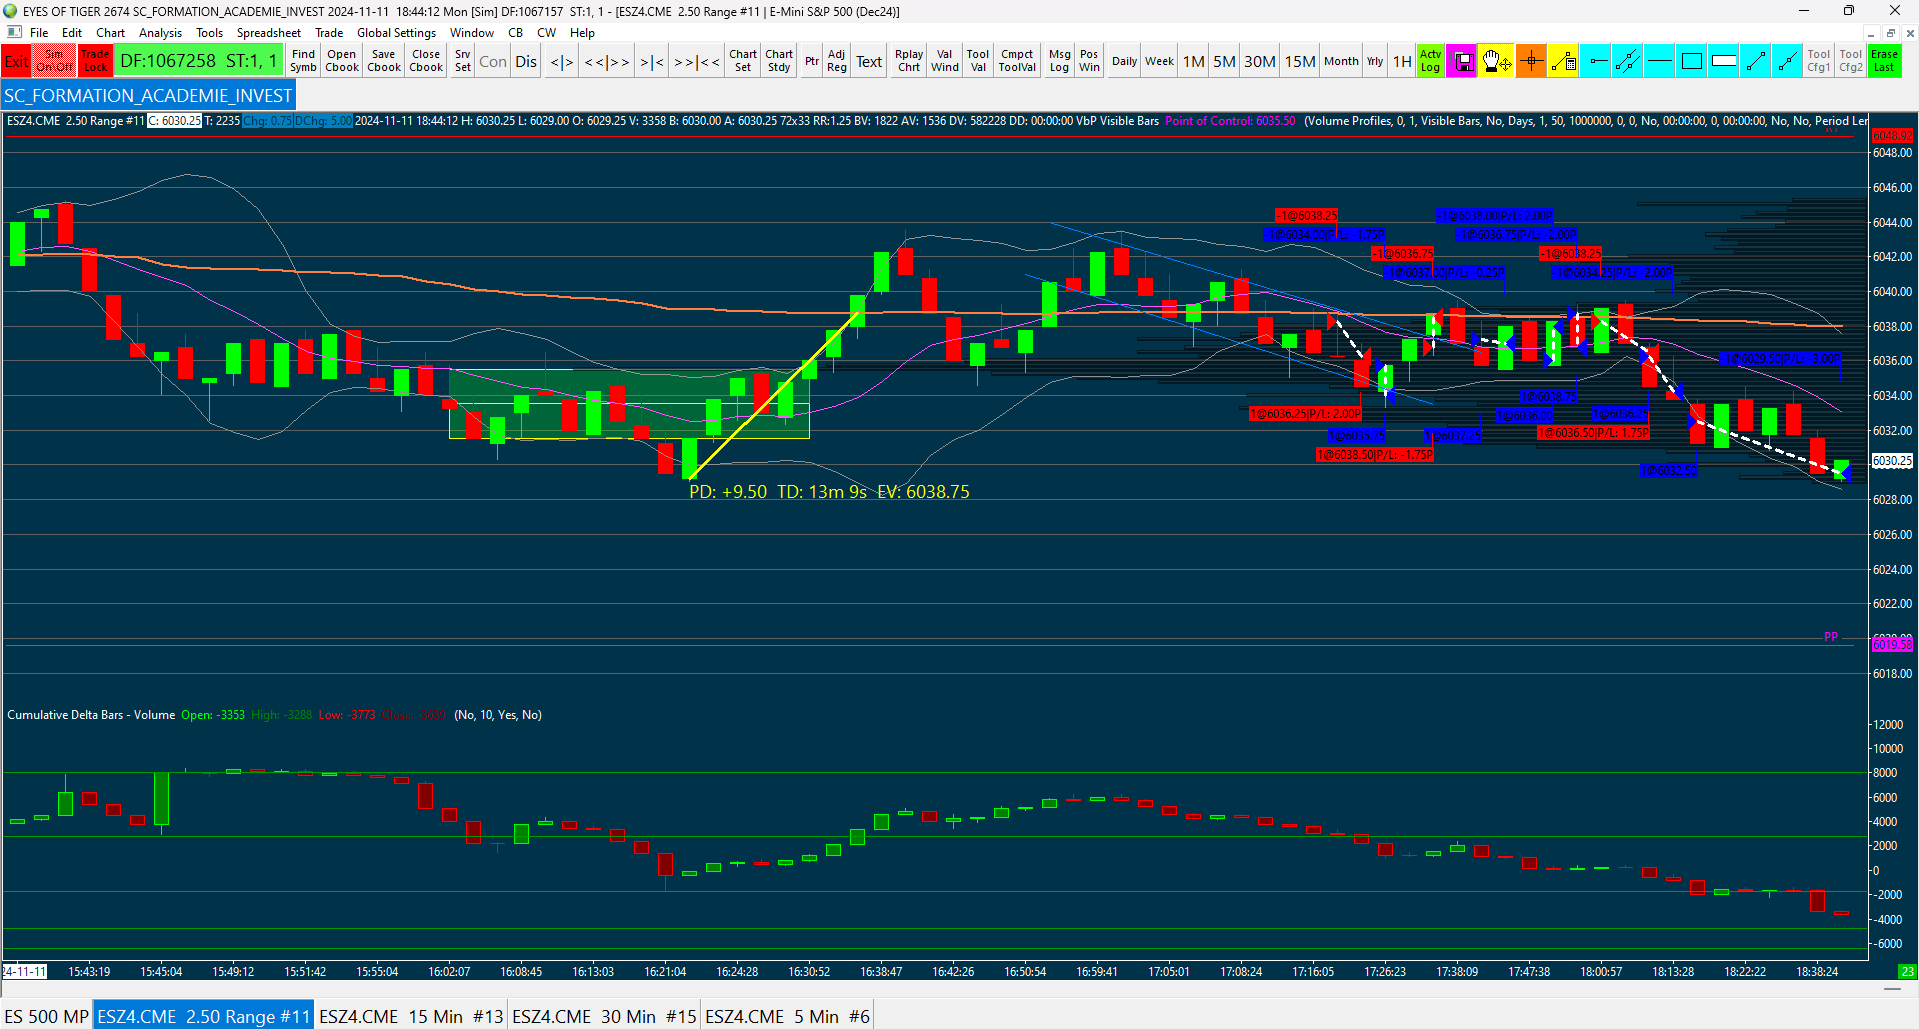 EYES OF TIGER 2674 SC_FORMATION_ACADEMIE_INVEST 2024-11-11 18:44:12 Mon [Sim] DF:1067157 ST:1, 1 - [ESZ4.CME 2.50 Range #11 | E-Mini S&P 500 (Dec24)]
File Edit Chart Analysis Tools Spreadsheet Trade Global Settings Window CB CW Help
Exit Sim On\Off Trade Lock DF:1067258 ST:1, 1 Find Symb Open Cbook Save Cbook Close Cbook Srv Set Con Dis <|> <<|>> >|< >>|<< Chart Set Chart Stdy Ptr Adj Reg Text Rplay Chrt Val Wind Tool Val Cmpct ToolVal Msg Log Pos Win Daily Week 1M 5M 30M 15M Month Yrly 1H Actv Log Tool Cfg1 Tool Cfg2 Erase Last
SC_FORMATION_ACADEMIE_INVEST
ESZ4.CME 2.50 Range #11 C: 6030.25 T: 2235 Chg: 0.75 DChg: 5.00 2024-11-11 18:44:12 H: 6030.25 L: 6029.00 O: 6029.25 V: 3358 B: 6030.00 A: 6030.25 72x33 RR:1.25 BV: 1822 AV: 1536 DV: 582228 DD: 00:00:00 VbP Visible Bars Point of Control: 6035.50 (Volume Profiles, 0, 1, Visible Bars, No, Days, 1, 50, 1000000, 0, 0, No, 00:00:00, 0, 00:00:00, No, No, Period Ler
6048.92
6048.00
6046.00
6044.00
6042.00
6040.00
6038.00
6036.00
6034.00
6032.00
6030.25
6028.00
6026.00
6024.00
6022.00
6019.58
6018.00
-1@6038.25
-1@6038.00|P/L: 2.00P
-1@6034.00|P/L: -1.75P
-1@6036.75|P/L: -2.00P
-1@6036.75
-1@6038.25
-1@6037.00|P/L: -0.25P
-1@6034.25|P/L: -2.00P
-1@6029.50|P/L: -3.00P
1@6038.75
1@6036.25|P/L: 2.00P
1@6036.00
1@6036.25
1@6035.75
1@6037.25
1@6036.50|P/L: 1.75P
1@6038.50|P/L: -1.75P
1@6032.50
PD: +9.50 TD: 13m 9s EV: 6038.75
PP
Cumulative Delta Bars - Volume Open: -3353 High: -3288 Low: -3773 Close: -3639 (No, 10, Yes, No)
12000
10000
8000
6000
4000
2000
0
-2000
-4000
-6000
24-11-11 15:43:19 15:45:04 15:49:12 15:51:42 15:55:04 16:02:07 16:08:45 16:13:03 16:21:04 16:24:28 16:30:52 16:38:47 16:42:26 16:50:54 16:59:41 17:05:01 17:08:24 17:16:05 17:26:23 17:38:09 17:47:38 18:00:57 18:13:28 18:22:22 18:38:24 23
ES 500 MP ESZ4.CME 2.50 Range #11 ESZ4.CME 15 Min #13 ESZ4.CME 30 Min #15 ESZ4.CME 5 Min #6